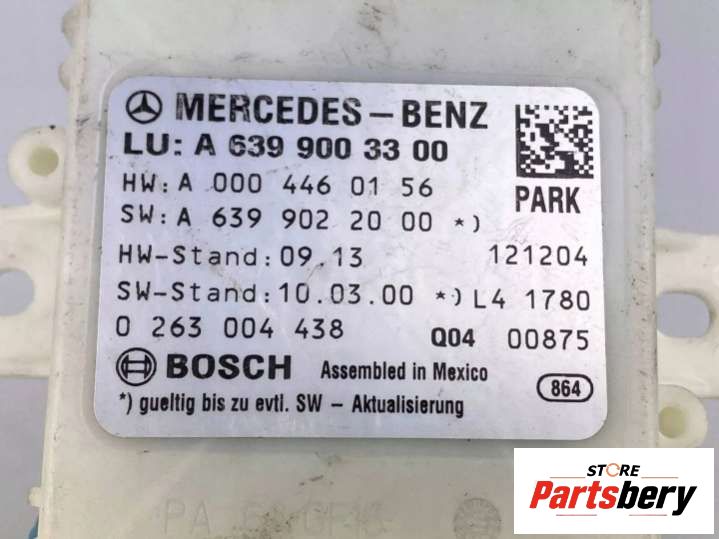 MERCEDES-BENZ
LU: A 639 900 33 00
HW: A 000 446 01 56
PARK
SW: A 639 902 20 00 *)
HW-Stand: 09.13 121204
SW-Stand: 10.03.00 *) L4 1780
0 263 004 438 Q04 00875
BOSCH Assembled in Mexico
864
*) gueltig bis zu evtl. SW - Aktualisierung
STORE
Partsbery